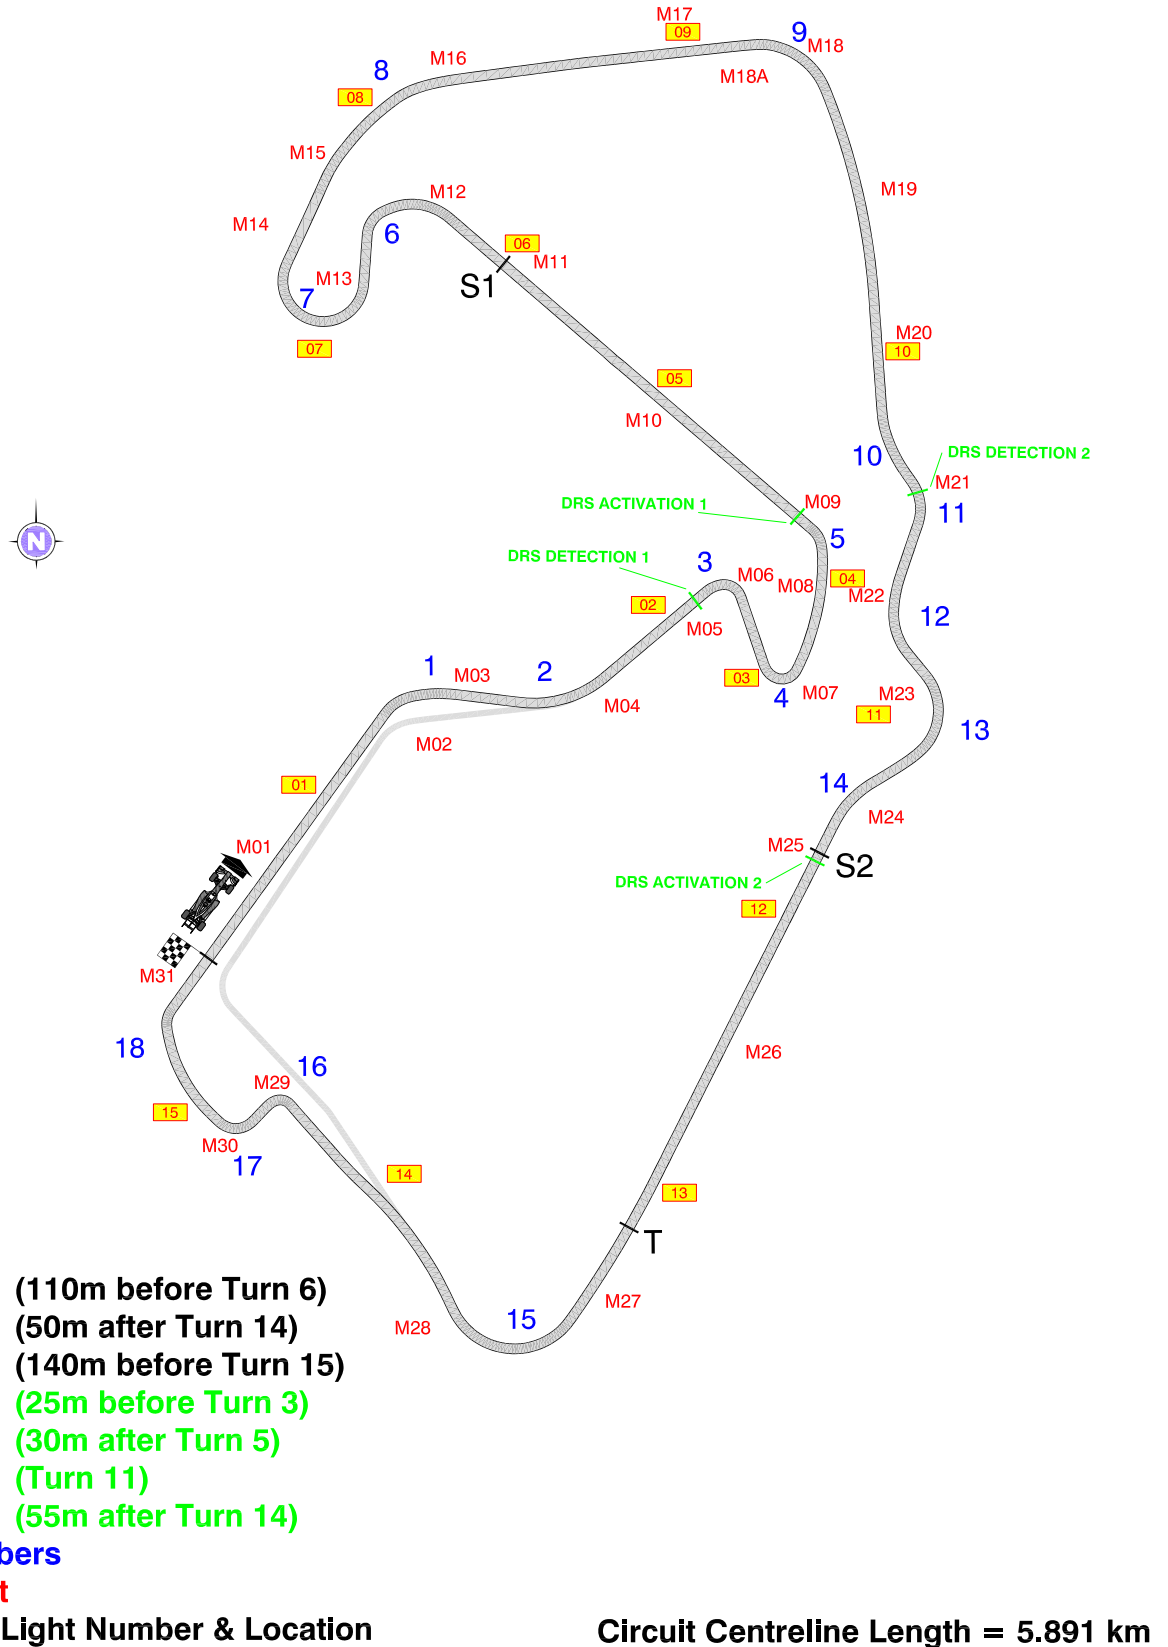 M17
09
9
M18
M16
8
M18A
08
M15
M19
M12
M14
6
06
M11
M13
S1
7
M20
07
10
05
M10
10
DRS DETECTION 2
M21
M09
DRS ACTIVATION 1
11
5
DRS DETECTION 1
3
M06
04
M08
M22
02
12
M05
1
M03
2
03
M07
M23
4
M04
11
13
M02
14
01
M24
M01
M25
S2
DRS ACTIVATION 2
12
M31
18
M26
16
M29
15
M30
17
14
13
T
M27
15
M28
(110m before Turn 6)
(50m after Turn 14)
(140m before Turn 15)
(25m before Turn 3)
(30m after Turn 5)
(Turn 11)
(55m after Turn 14)
bers
t
Light Number & Location
Circuit Centreline Length = 5.891 km
N